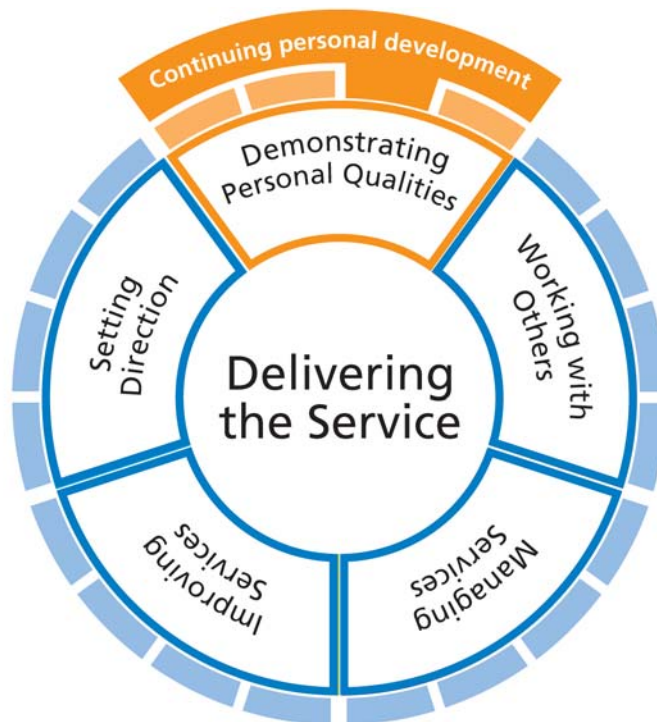 Continuing personal development
Demonstrating
Personal Qualities
Working with
Others
Managing
Services
Improving
Services
Setting
Direction
Delivering
the Service